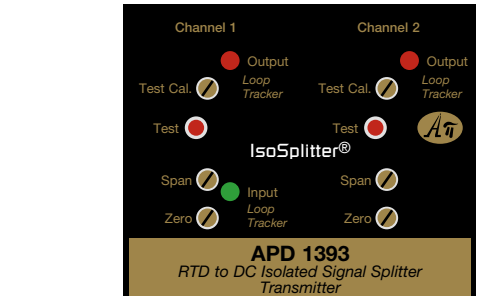 Channel 1 Channel 2
Output Output
Test Cal. Loop Tracker Test Cal. Loop Tracker
Test Test Aπ
IsoSplitter®
Span Input Span
Loop Tracker
Zero Zero
APD 1393
RTD to DC Isolated Signal Splitter
Transmitter